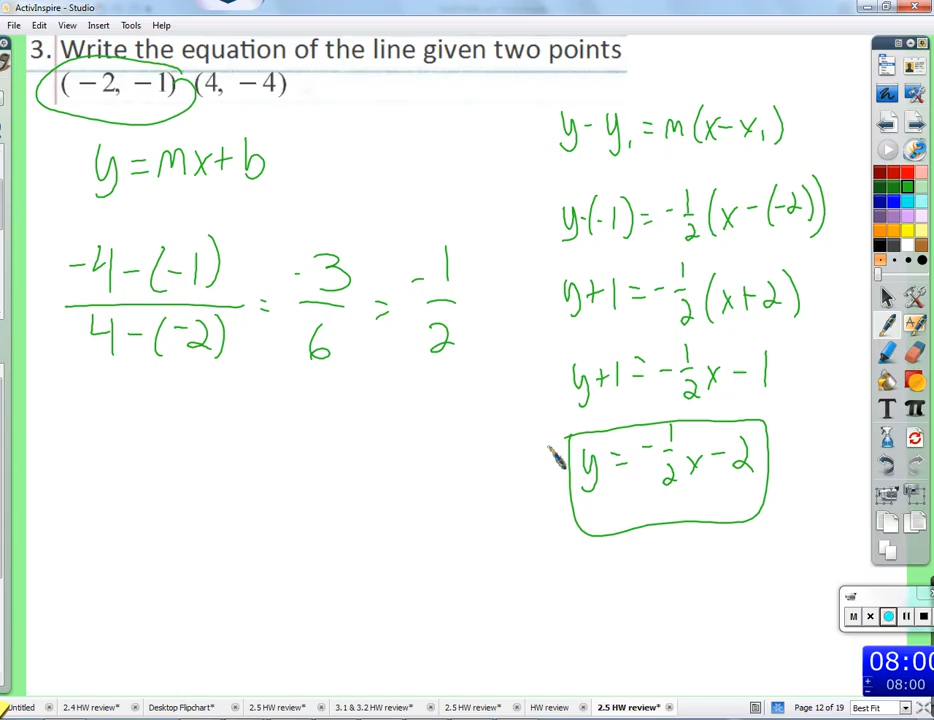 ActivInspire - Studio
File Edit View Insert Tools Help
3. Write the equation of the line given two points
(−2, −1) (4, −4)
y = mx + b
-4 - (-1) / 4 - (-2) = -3/6 = -1/2
y - y₁ = m(x - x₁)
y-(-1) = -1/2 (x - (-2))
y+1 = -1/2 (x+2)
y+1 = -1/2 x - 1
y = -1/2 x - 2
M
08:00
08:00
Untitled 2.4 HW review* Desktop Flipchart* 2.5 HW review* 3.1 & 3.2 HW review* 2.5 HW review* HW review 2.5 HW review* Page 12 of 19 Best Fit